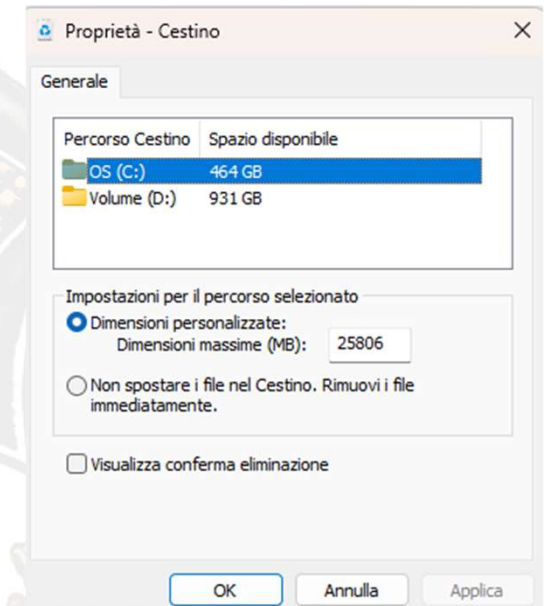 Proprietà - Cestino
Generale
Percorso Cestino Spazio disponibile
OS (C:) 464 GB
Volume (D:) 931 GB
Impostazioni per il percorso selezionato
Dimensioni personalizzate:
Dimensioni massime (MB): 25806
Non spostare i file nel Cestino. Rimuovi i file
immediatamente.
Visualizza conferma eliminazione
OK Annulla Applica